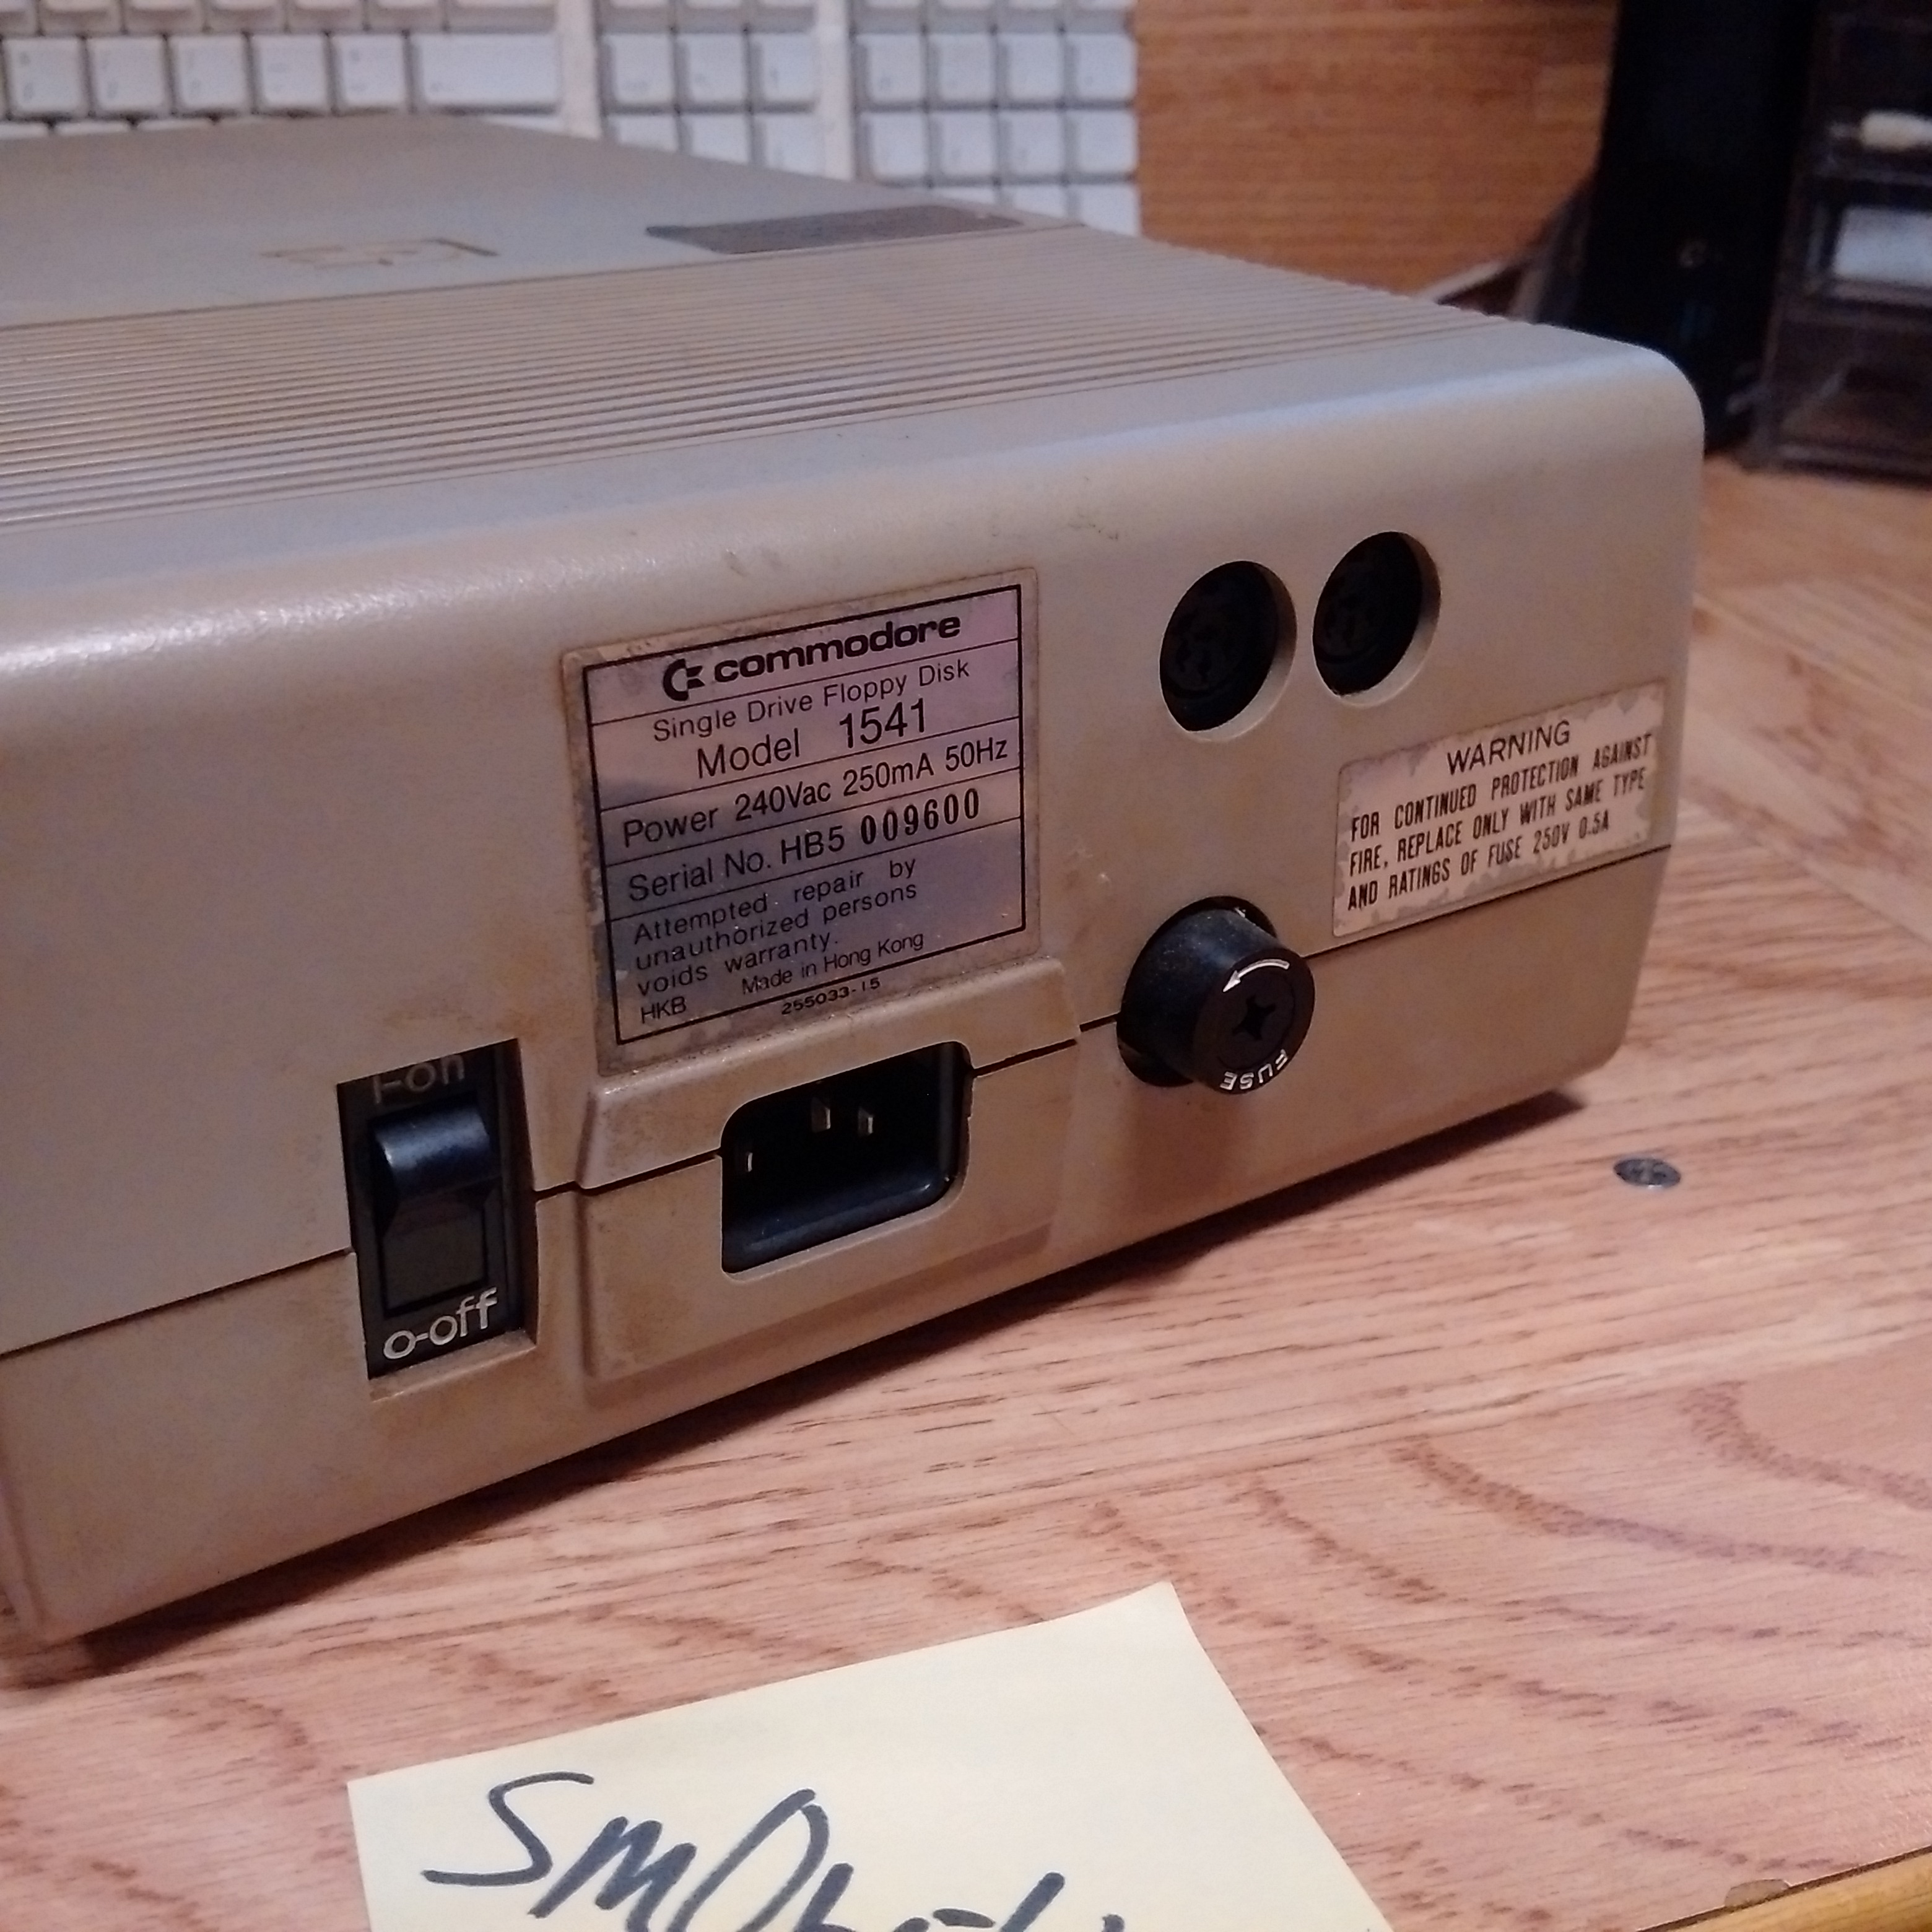 commodore
Single Drive Floppy Disk
Model 1541
Power 240Vac 250mA 50Hz
Serial No. HB5 009600
Attempted repair by
unauthorized persons
voids warranty.
HKB Made in Hong Kong
255033-15
WARNING
FOR CONTINUED PROTECTION AGAINST
FIRE, REPLACE ONLY WITH SAME TYPE
AND RATINGS OF FUSE 250V 0.5A
FUSE
I-on
o-off